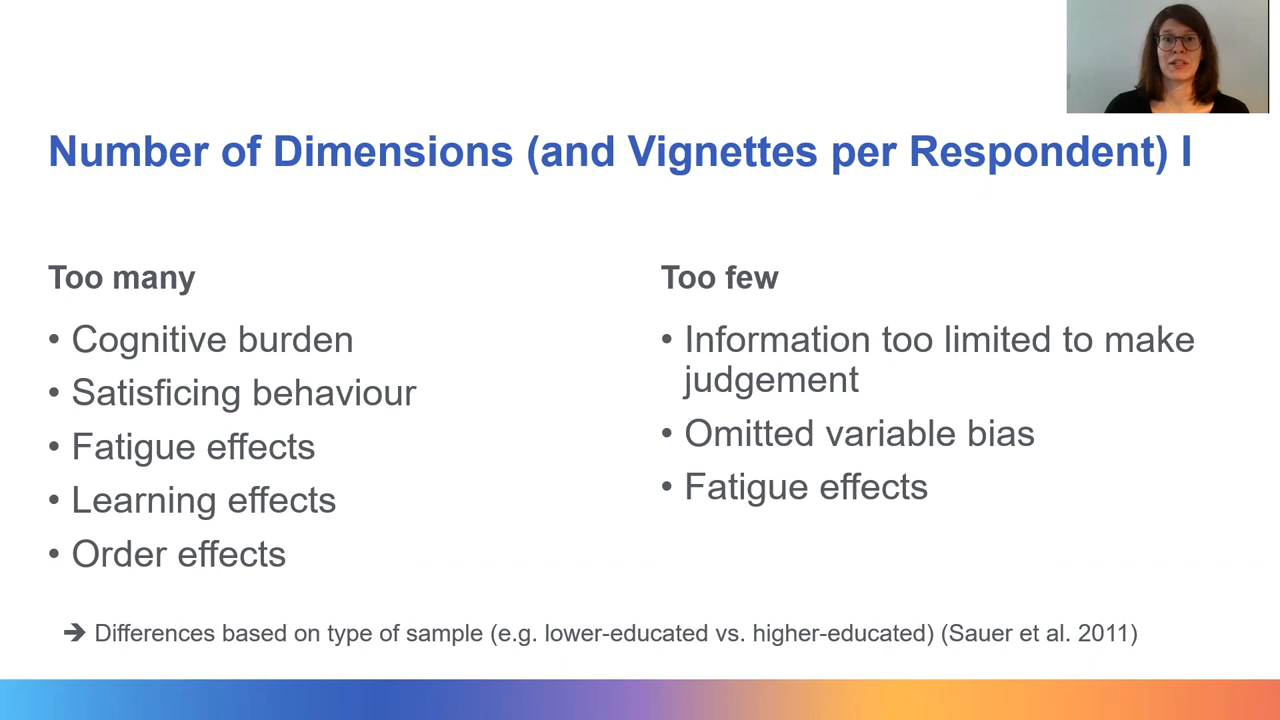 Number of Dimensions (and Vignettes per Respondent) I
Too many
• Cognitive burden
• Satisficing behaviour
• Fatigue effects
• Learning effects
• Order effects
Too few
• Information too limited to make
judgement
• Omitted variable bias
• Fatigue effects
➔ Differences based on type of sample (e.g. lower-educated vs. higher-educated) (Sauer et al. 2011)